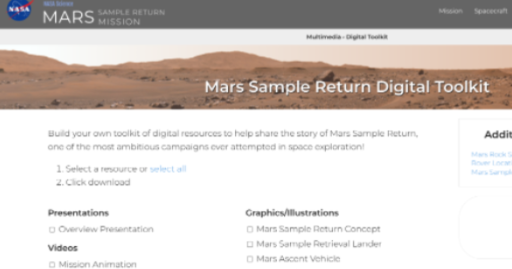 NASA
MARS SAMPLE RETURN
MISSION
Mission Spacecraft
Multimedia - Digital Toolkit
Mars Sample Return Digital Toolkit
Build your own toolkit of digital resources to help share the story of Mars Sample Return,
one of the most ambitious campaigns ever attempted in space exploration!
1. Select a resource or select all
2. Click download
Presentations
Overview Presentation
Videos
Mission Animation
Graphics/Illustrations
Mars Sample Return Concept
Mars Sample Retrieval Lander
Mars Ascent Vehicle
Addit
Mars Rock S
Rover Locat
Mars Sampl